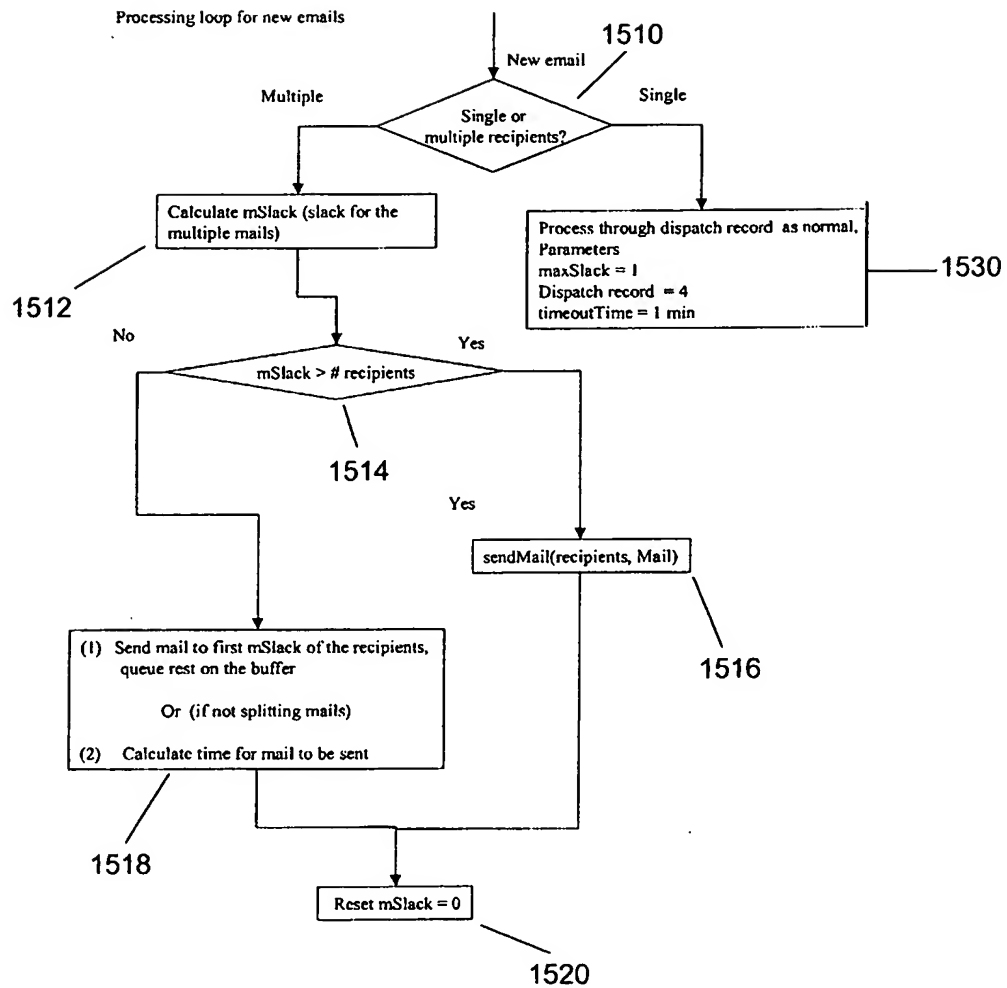 Processing loop for new emails
1510
New email
Multiple
Single
Single or
multiple recipients?
Calculate mSlack (slack for the
multiple mails)
1512
Process through dispatch record as normal,
Parameters
maxSlack = 1
Dispatch record = 4
timeoutTime = 1 min
1530
No
Yes
mSlack > # recipients
1514
Yes
sendMail(recipients, Mail)
1516
(1) Send mail to first mSlack of the recipients,
queue rest on the buffer
Or (if not splitting mails)
(2) Calculate time for mail to be sent
1518
Reset mSlack = 0
1520